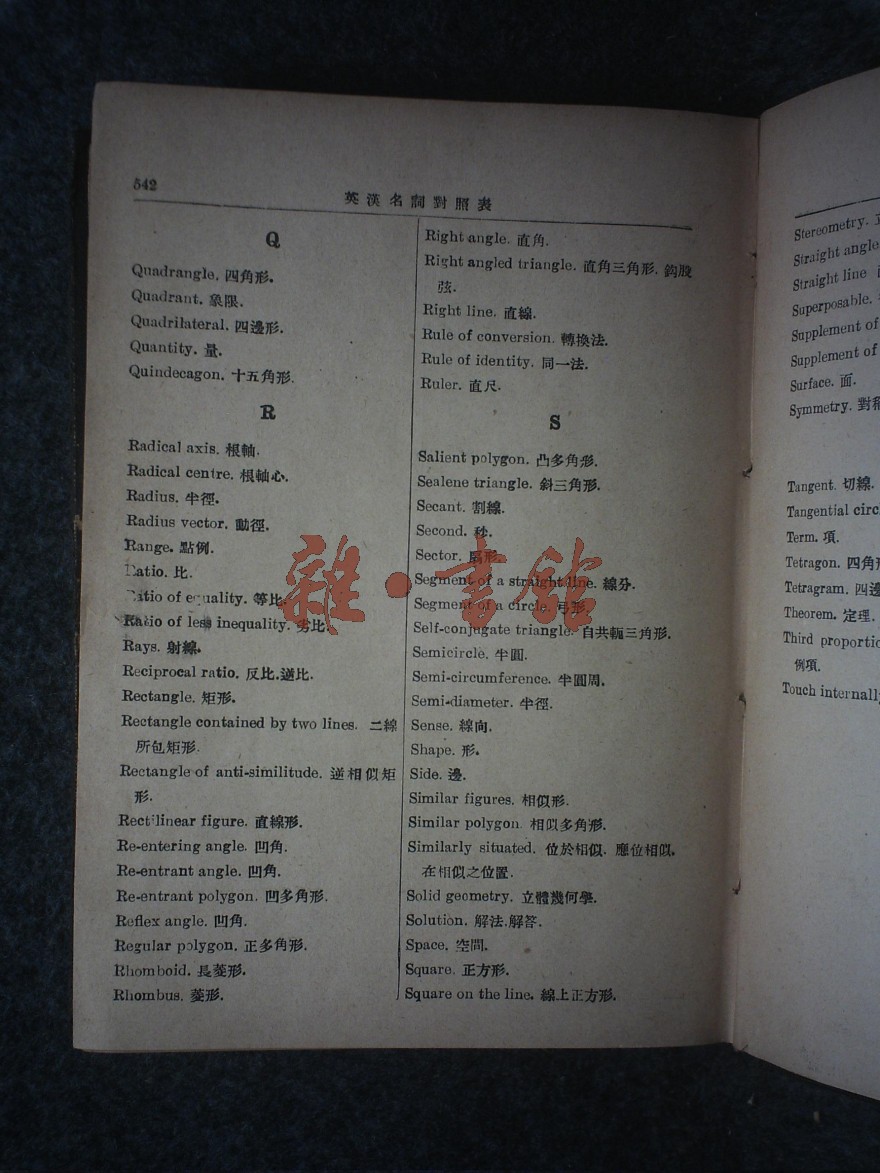 542
英漢名詞對照表
Q
Quadrangle. 四角形.
Quadrant. 象限.
Quadrilateral. 四邊形.
Quantity. 量.
Quindecagon. 十五角形.
R
Radical axis. 根軸.
Radical centre. 根軸心.
Radius. 半徑.
Radius vector. 動徑.
Range. 點例.
Ratio. 比.
Ratio of equality. 等比.
Ratio of less inequality. 劣比.
Rays. 射線.
Reciprocal ratio. 反比.逆比.
Rectangle. 矩形.
Rectangle contained by two lines. 二線
所包矩形.
Rectangle of anti-similitude. 逆相似矩
形.
Rectilinear figure. 直線形.
Re-entering angle. 凹角.
Re-entrant angle. 凹角.
Re-entrant polygon. 凹多角形.
Reflex angle. 凹角.
Regular polygon. 正多角形.
Rhomboid. 長菱形.
Rhombus. 菱形.
Right angle. 直角.
Right angled triangle. 直角三角形. 鈎股
弦.
Right line. 直線.
Rule of conversion. 轉換法.
Rule of identity. 同一法.
Ruler. 直尺.
S
Salient polygon. 凸多角形.
Sealene triangle. 斜三角形.
Secant. 割線.
Second. 秒.
Sector. 扇形.
Segment of a straight line. 線分.
Segment of a circle. 弓形.
Self-conjugate triangle. 自共軛三角形.
Semicircle. 半圓.
Semi-circumference. 半圓周.
Semi-diameter. 半徑.
Sense. 線向.
Shape. 形.
Side. 邊.
Similar figures. 相似形.
Similar polygon. 相似多角形.
Similarly situated. 位於相似. 應位相似.
在相似之位置.
Solid geometry. 立體幾何學.
Solution. 解法.解答.
Space. 空間.
Square. 正方形.
Square on the line. 線上正方形.
雜·書館
Stereometry.
Straight angle
Straight line
Superposable.
Supplement of
Supplement of
Surface. 面.
Symmetry. 對稱
Tangent. 切線.
Tangential circ
Term. 項.
Tetragon. 四角形
Tetragram. 四邊
Theorem. 定理.
Third proportio
例項.
Touch internall